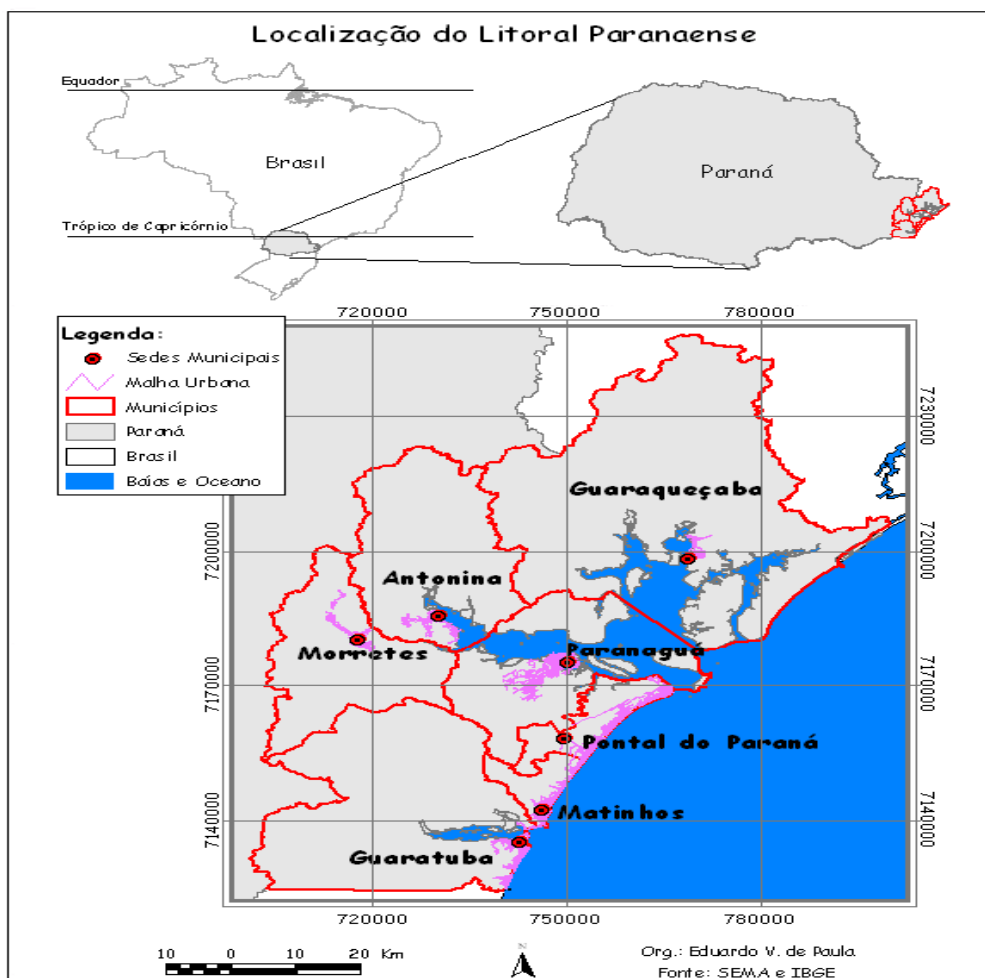 Localização do Litoral Paranaense
Equador
Brasil
Paraná
Trópico de Capricórnio
720000 750000 780000
Legenda:
Sedes Municipais
Malha Urbana
Municípios
Paraná
Brasil
Baías e Oceano
7230000
Guaraqueçaba
7200000 7200000
Antonina
Morretes
Paranaguá
7170000 7170000
Pontal do Paraná
7140000 7140000
Matinhos
Guaratuba
720000 750000 780000
10 0 10 20 Km
N
Org.: Eduardo V. de Paula
Fonte: SEMA e IBGE